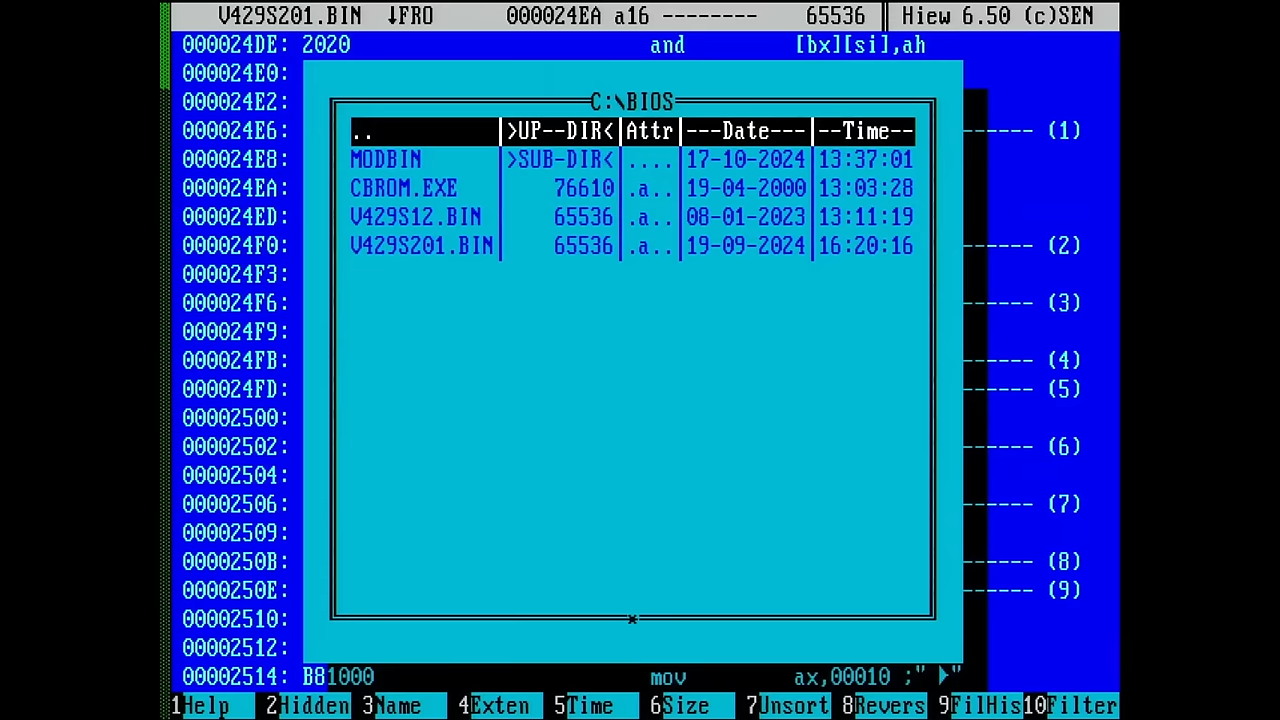 V429S201.BIN ↓FRO 000024EA a16 -------- 65536 ║ Hiew 6.50 (c)SEN
000024DE: 2020 and [bx][si],ah
000024E0:
000024E2: C:\BIOS
000024E6: .. >UP--DIR< Attr ---Date--- --Time-- ------ (1)
000024E8: MODBIN >SUB-DIR< .... 17-10-2024 13:37:01
000024EA: CBROM.EXE 76610 .a.. 19-04-2000 13:03:28
000024ED: V429S12.BIN 65536 .a.. 08-01-2023 13:11:19
000024F0: V429S201.BIN 65536 .a.. 19-09-2024 16:20:16 ------ (2)
000024F3:
000024F6: ------ (3)
000024F9:
000024FB: ------ (4)
000024FD: ------ (5)
00002500:
00002502: ------ (6)
00002504:
00002506: ------ (7)
00002509:
0000250B: ------ (8)
0000250E: ------ (9)
00002510:
00002512:
00002514: B81000 mov ax,00010 ;" ►"
1Help 2Hidden 3Name 4Exten 5Time 6Size 7Unsort 8Revers 9FilHis 10Filter